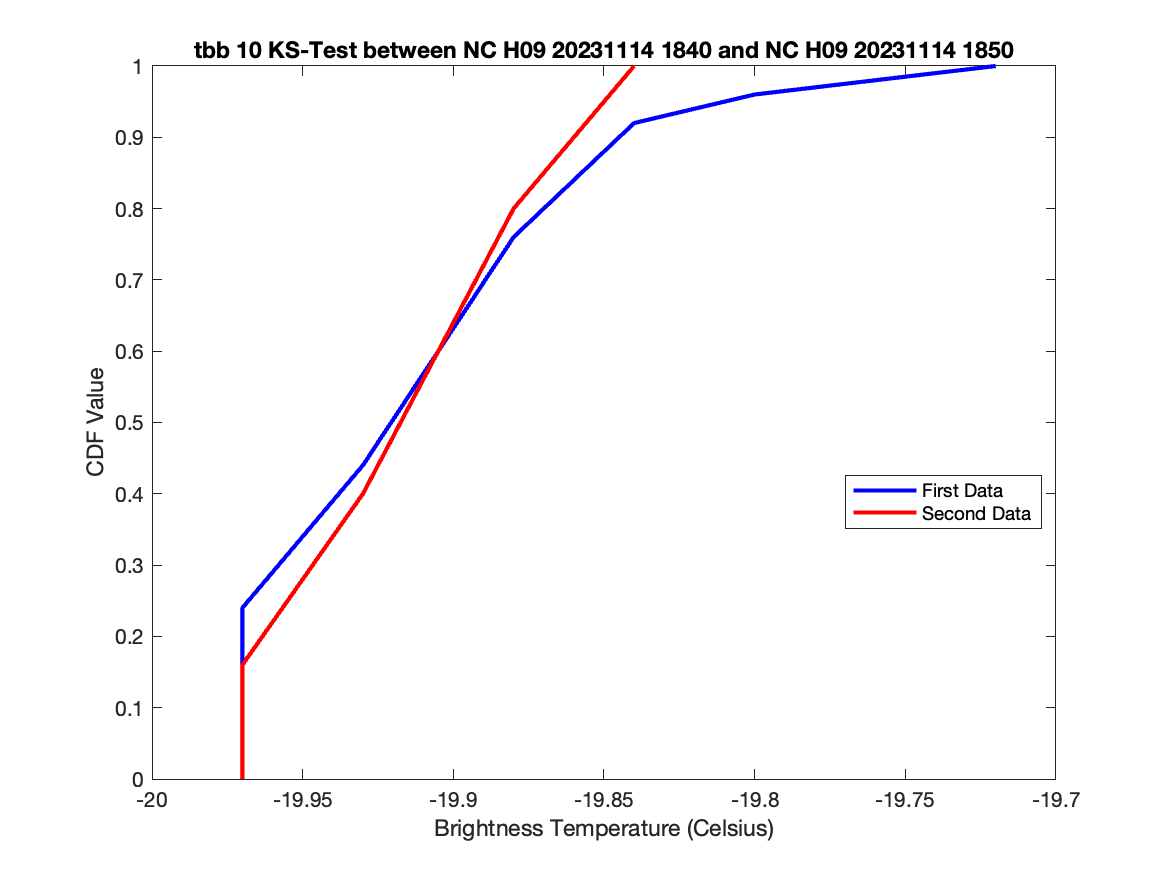 tbb 10 KS-Test between NC H09 20231114 1840 and NC H09 20231114 1850
1
0.9
0.8
0.7
0.6
0.5
0.4
0.3
0.2
0.1
0
CDF Value
First Data
Second Data
-20 -19.95 -19.9 -19.85 -19.8 -19.75 -19.7
Brightness Temperature (Celsius)